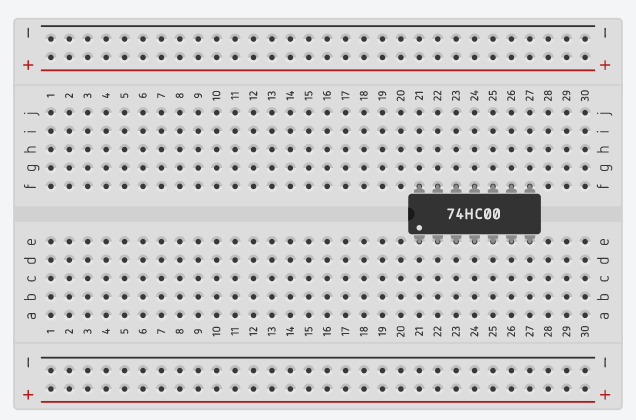 — —
+ +
1 2 3 4 5 6 7 8 9 10 11 12 13 14 15 16 17 18 19 20 21 22 23 24 25 26 27 28 29 30
j j
i i
h h
g g
f f
74HC00
e e
d d
c c
b b
a a
1 2 3 4 5 6 7 8 9 10 11 12 13 14 15 16 17 18 19 20 21 22 23 24 25 26 27 28 29 30
— —
+ +